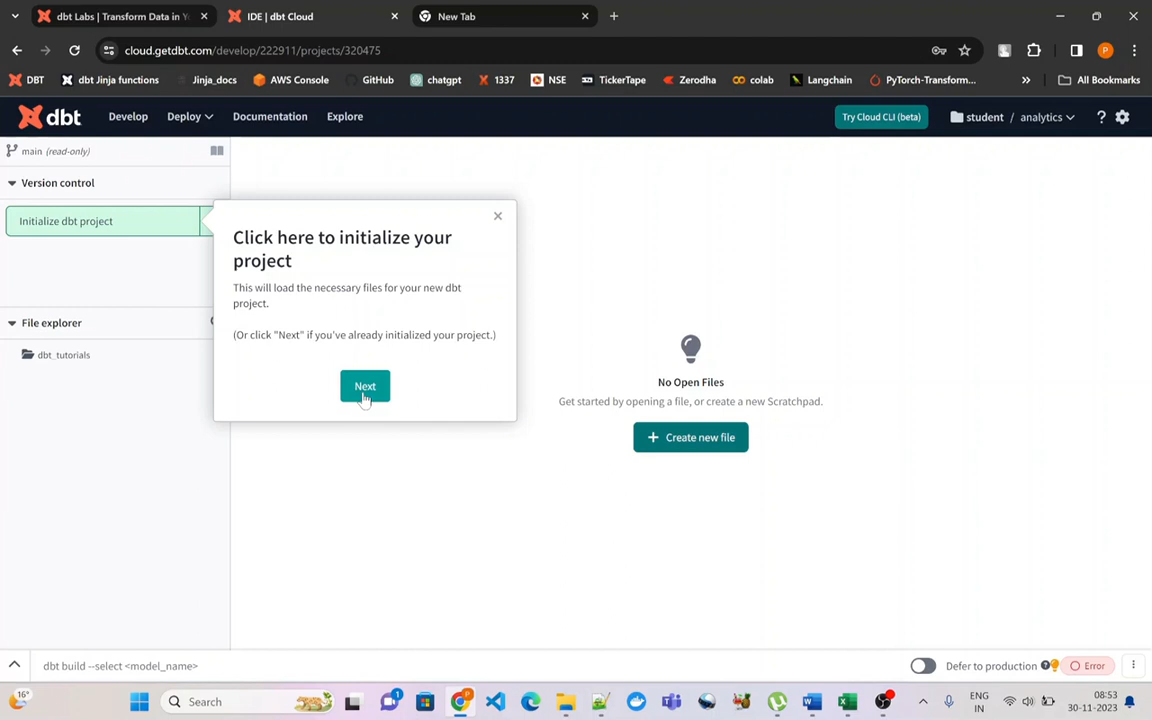 dbt Labs | Transform Data in Y
IDE | dbt Cloud
New Tab
cloud.getdbt.com/develop/222911/projects/320475
P
DBT
dbt Jinja functions
Jinja_docs
AWS Console
GitHub
chatgpt
1337
NSE
TickerTape
Zerodha
colab
Langchain
PyTorch-Transform...
All Bookmarks
dbt
Develop
Deploy
Documentation
Explore
Try Cloud CLI (beta)
student / analytics
?
main (read-only)
Version control
Initialize dbt project
Click here to initialize your
project
This will load the necessary files for your new dbt
project.
(Or click "Next" if you've already initialized your project.)
Next
File explorer
dbt_tutorials
No Open Files
Get started by opening a file, or create a new Scratchpad.
+ Create new file
dbt build --select <model_name>
Defer to production
Error
16°
Search
1
ENG
IN
08:53
30-11-2023